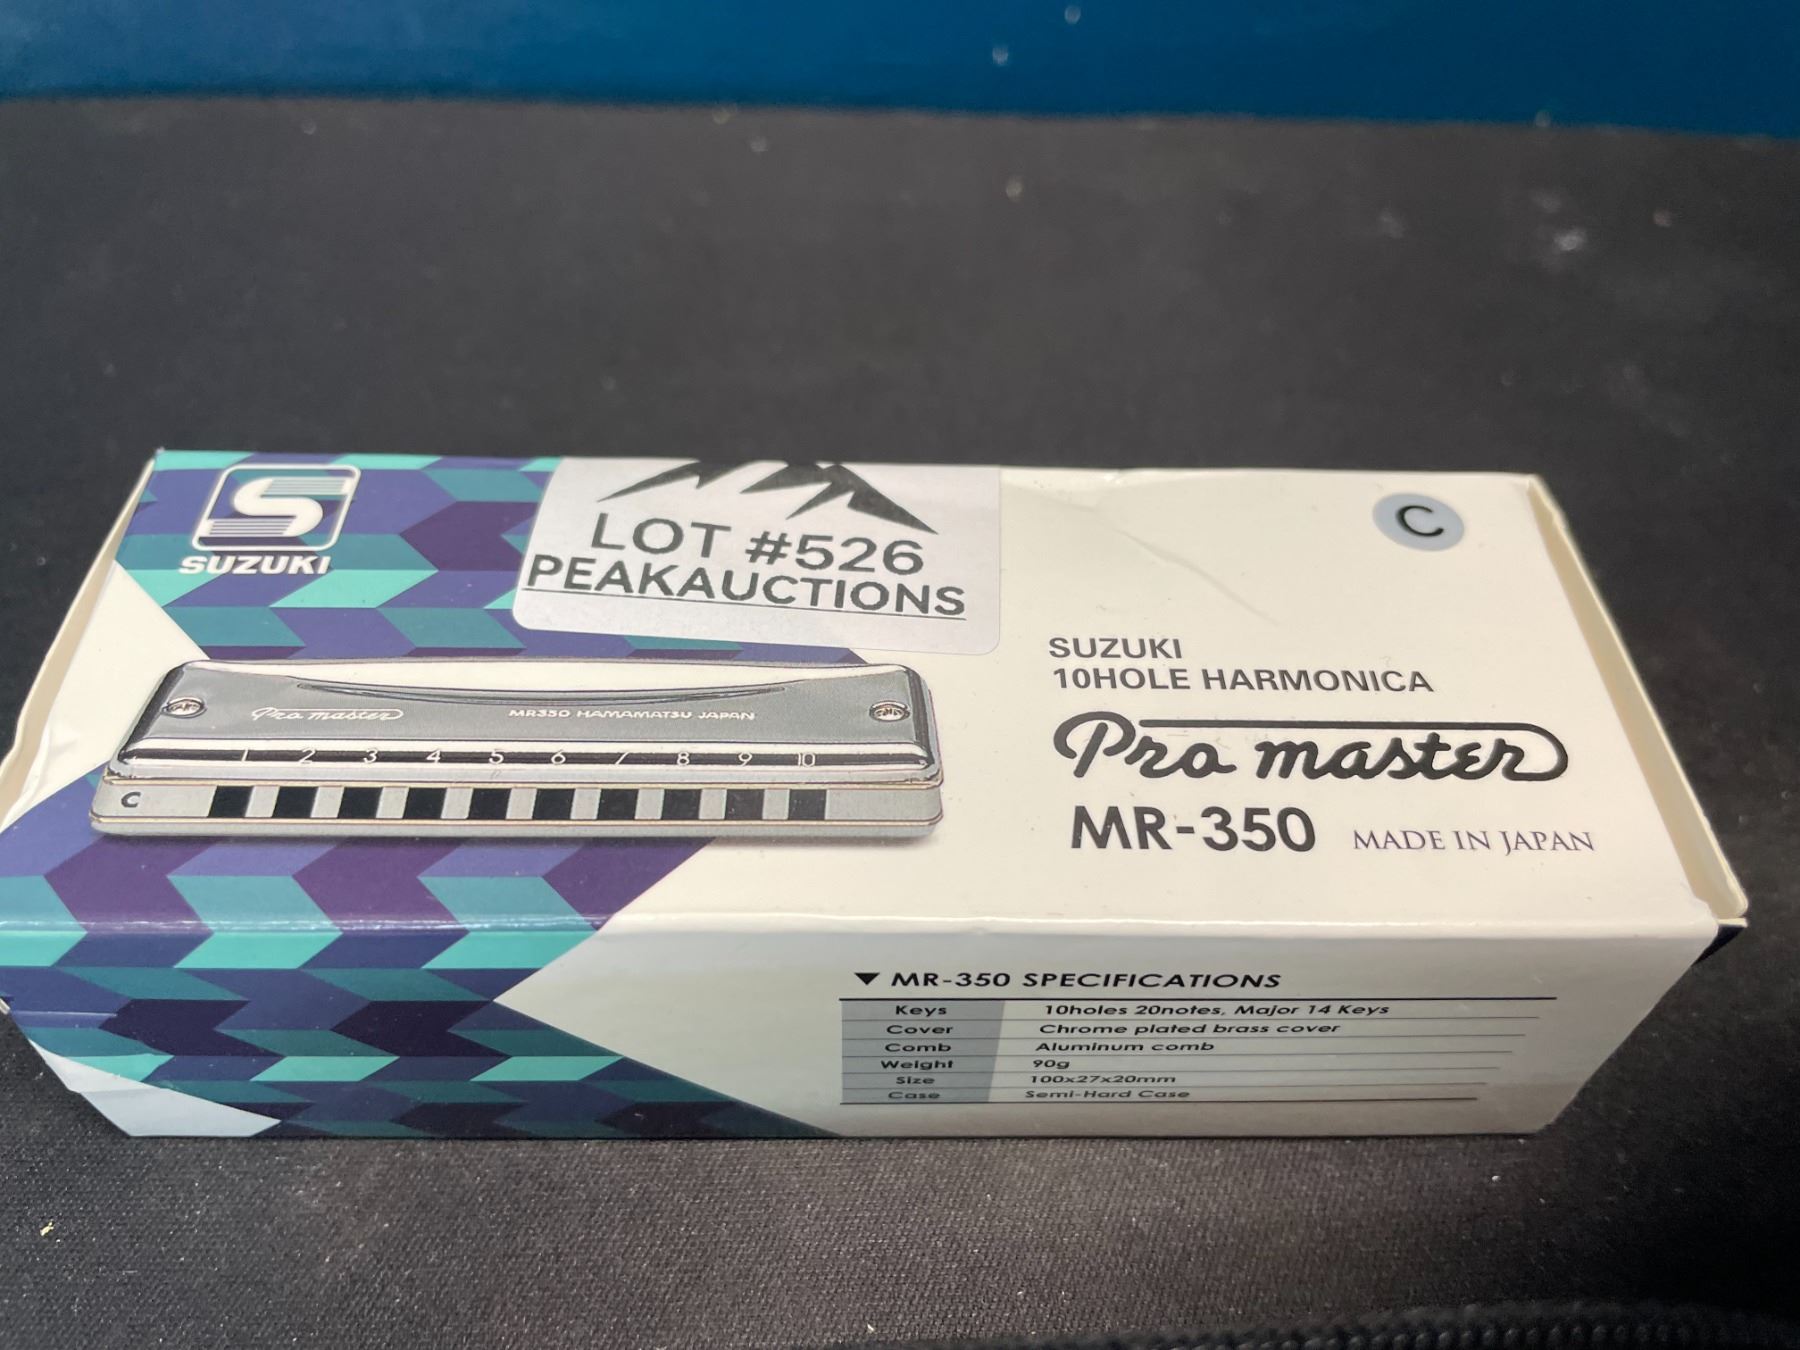 S
SUZUKI
LOT #526
PEAKAUCTIONS
C
SUZUKI
10HOLE HARMONICA
Pro master
MR-350 MADE IN JAPAN
Pro master MR350 HAMAMATSU JAPAN
1 2 3 4 5 6 7 8 9 10
C
▼ MR-350 SPECIFICATIONS
Keys 10holes 20notes, Major 14 Keys
Cover Chrome plated brass cover
Comb Aluminum comb
Weight 90g
Size 100x27x20mm
Case Semi-Hard Case